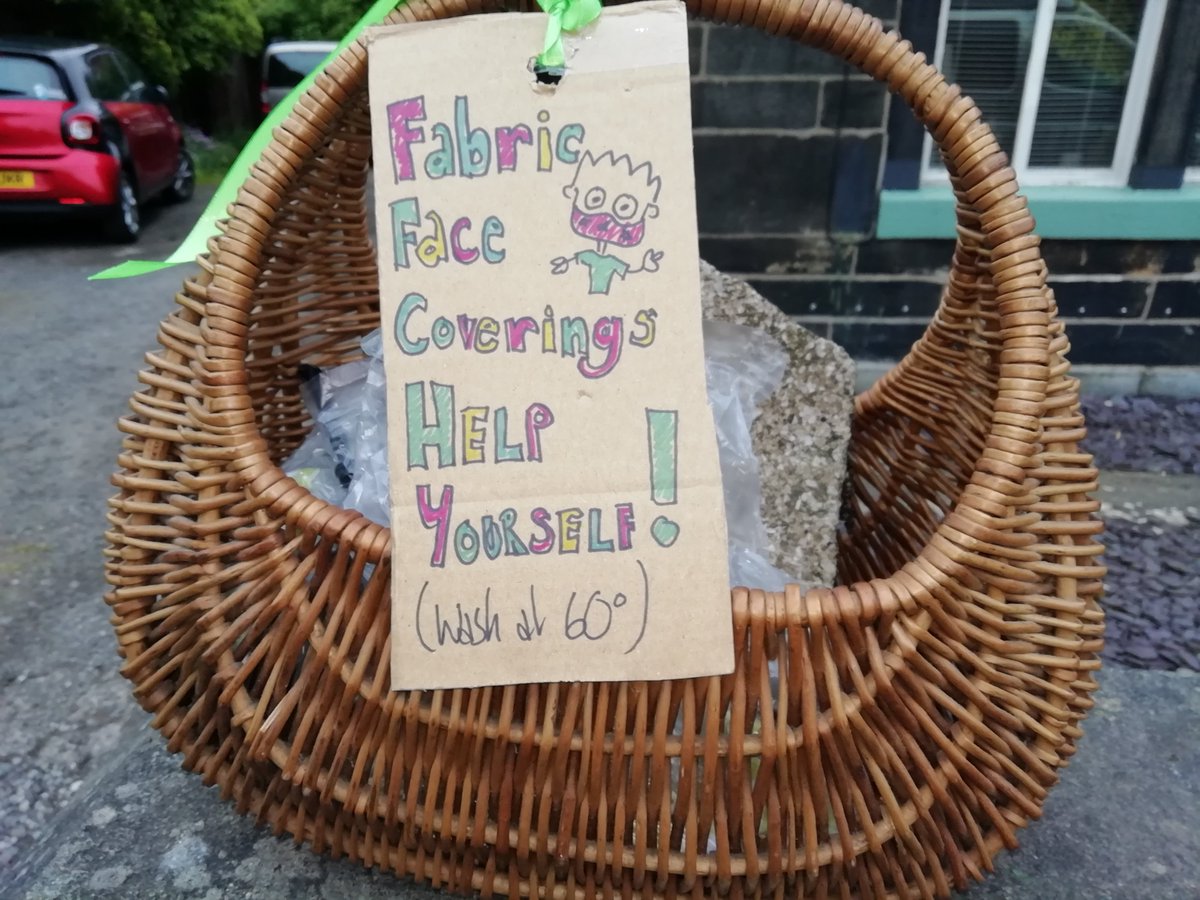 Fabric
Face
Coverings
HELP
YOURSELF!
(wash at 60°)